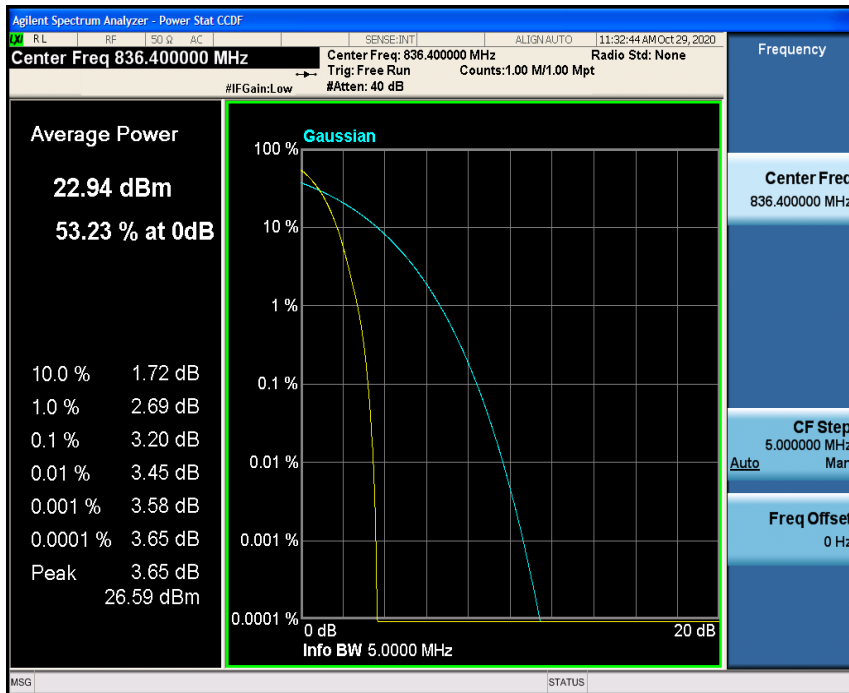 Agilent Spectrum Analyzer - Power Stat CCDF
LXI RL RF 50 Ω AC SENSE:INT ALIGN AUTO 11:32:44 AM Oct 29, 2020
Center Freq 836.400000 MHz
Center Freq: 836.400000 MHz Radio Std: None
Trig: Free Run Counts:1.00 M/1.00 Mpt
#IFGain:Low #Atten: 40 dB
Frequency
Average Power
22.94 dBm
53.23 % at 0dB
10.0 % 1.72 dB
1.0 % 2.69 dB
0.1 % 3.20 dB
0.01 % 3.45 dB
0.001 % 3.58 dB
0.0001 % 3.65 dB
Peak 3.65 dB
26.59 dBm
Gaussian
100 %
10 %
1 %
0.1 %
0.01 %
0.001 %
0.0001 %
0 dB 20 dB
Info BW 5.0000 MHz
Center Freq
836.400000 MHz
CF Step
5.000000 MHz
Auto Man
Freq Offset
0 Hz
MSG STATUS